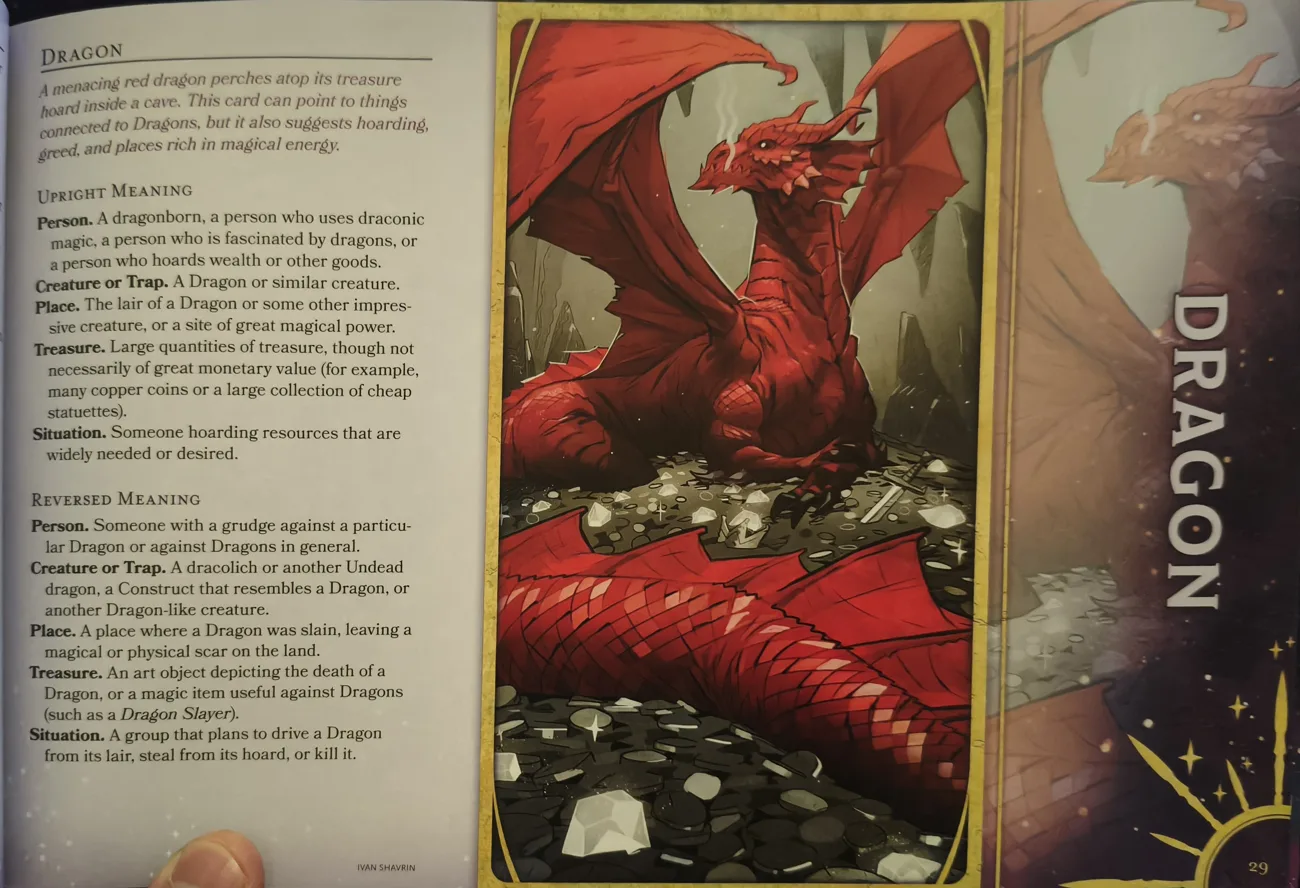 DRAGON
A menacing red dragon perches atop its treasure
hoard inside a cave. This card can point to things
connected to Dragons, but it also suggests hoarding,
greed, and places rich in magical energy.
UPRIGHT MEANING
Person. A dragonborn, a person who uses draconic
magic, a person who is fascinated by dragons, or
a person who hoards wealth or other goods.
Creature or Trap. A Dragon or similar creature.
Place. The lair of a Dragon or some other impres-
sive creature, or a site of great magical power.
Treasure. Large quantities of treasure, though not
necessarily of great monetary value (for example,
many copper coins or a large collection of cheap
statuettes).
Situation. Someone hoarding resources that are
widely needed or desired.
REVERSED MEANING
Person. Someone with a grudge against a particu-
lar Dragon or against Dragons in general.
Creature or Trap. A dracolich or another Undead
dragon, a Construct that resembles a Dragon, or
another Dragon-like creature.
Place. A place where a Dragon was slain, leaving a
magical or physical scar on the land.
Treasure. An art object depicting the death of a
Dragon, or a magic item useful against Dragons
(such as a Dragon Slayer).
Situation. A group that plans to drive a Dragon
from its lair, steal from its hoard, or kill it.
IVAN SHAVRIN
DRAGON
29